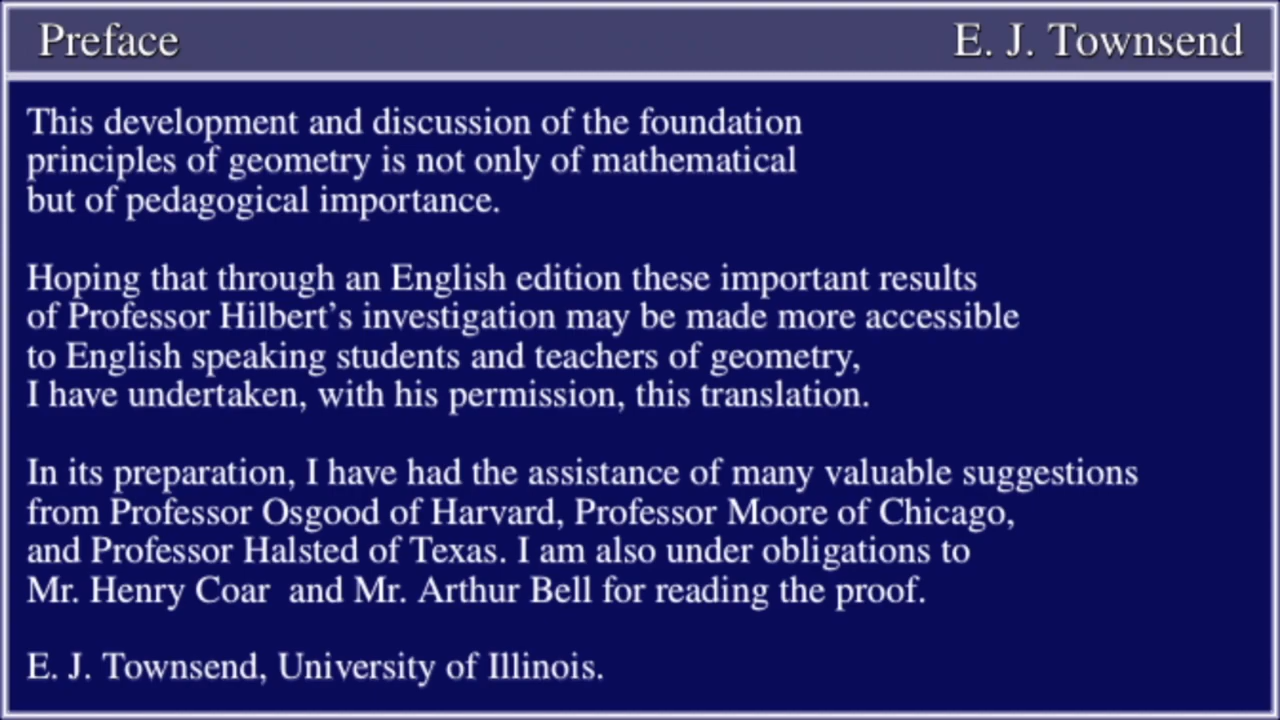 Preface
E. J. Townsend
This development and discussion of the foundation
principles of geometry is not only of mathematical
but of pedagogical importance.
Hoping that through an English edition these important results
of Professor Hilbert's investigation may be made more accessible
to English speaking students and teachers of geometry,
I have undertaken, with his permission, this translation.
In its preparation, I have had the assistance of many valuable suggestions
from Professor Osgood of Harvard, Professor Moore of Chicago,
and Professor Halsted of Texas. I am also under obligations to
Mr. Henry Coar  and Mr. Arthur Bell for reading the proof.
E. J. Townsend, University of Illinois.